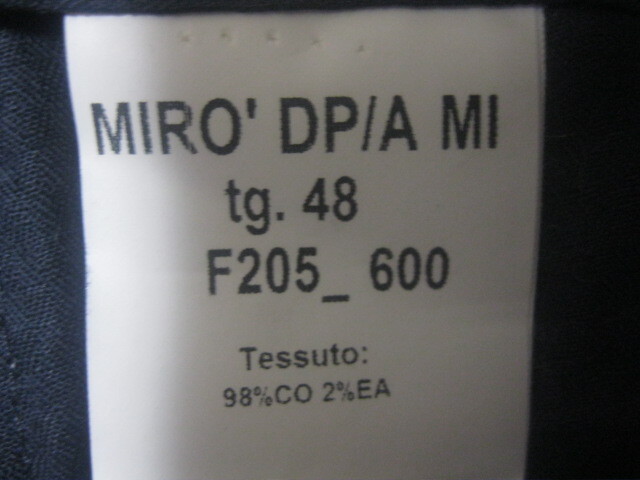 MIRO' DP/A MI
tg. 48
F205_ 600
Tessuto:
98%CO 2%EA